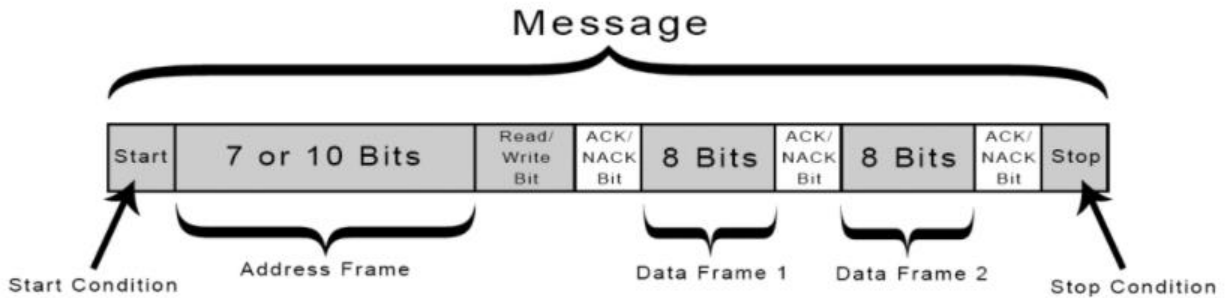 Message
Start
7 or 10 Bits
Read/
Write
Bit
ACK/
NACK
Bit
8 Bits
ACK/
NACK
Bit
8 Bits
ACK/
NACK
Bit
Stop
Start Condition
Address Frame
Data Frame 1
Data Frame 2
Stop Condition